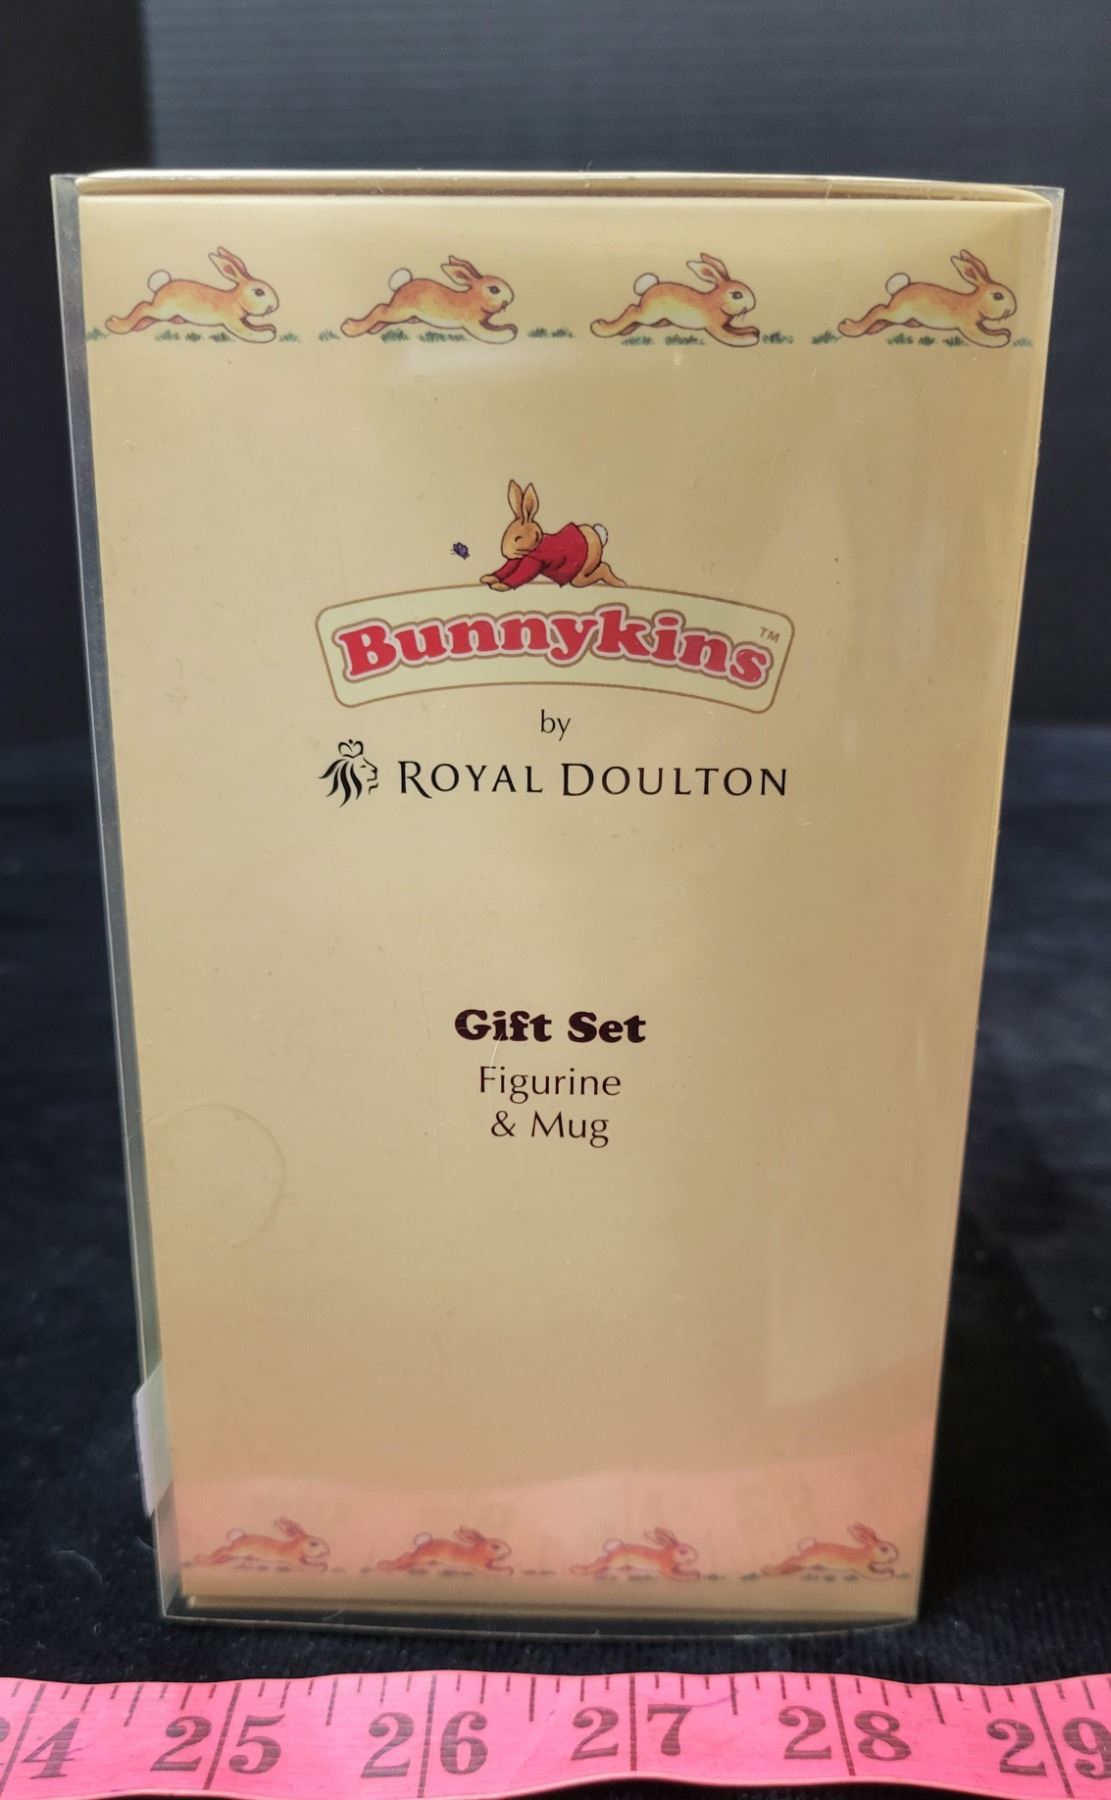 Bunnykins™
by
ROYAL DOULTON
Gift Set
Figurine
& Mug
24 25 26 27 28 29